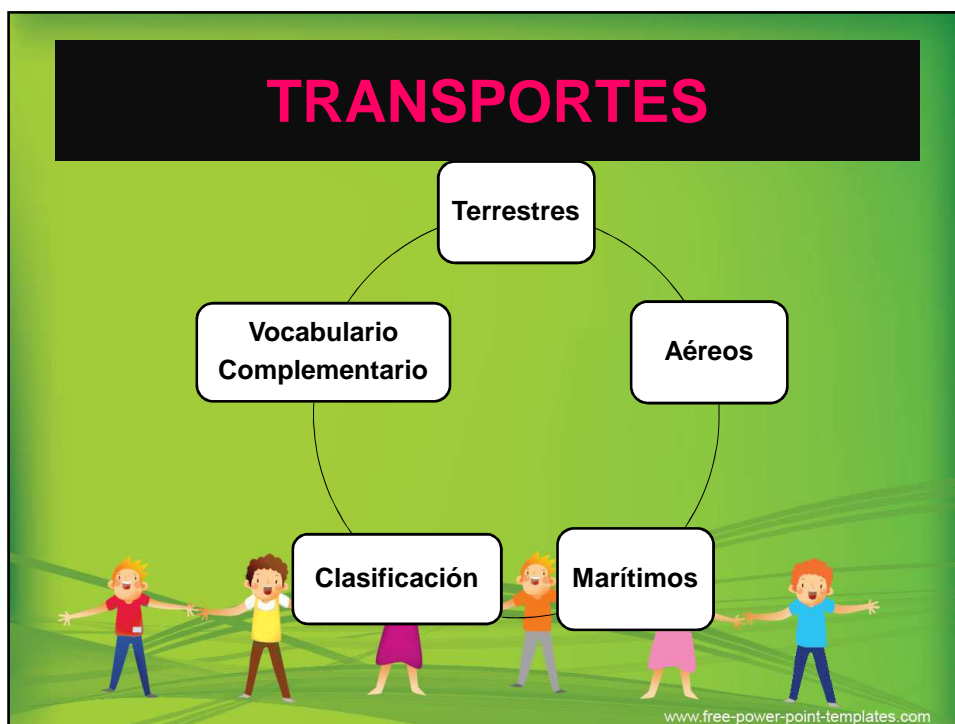 TRANSPORTES
Terrestres
Aéreos
Marítimos
Clasificación
Vocabulario
Complementario
www.free-power-point-templates.com